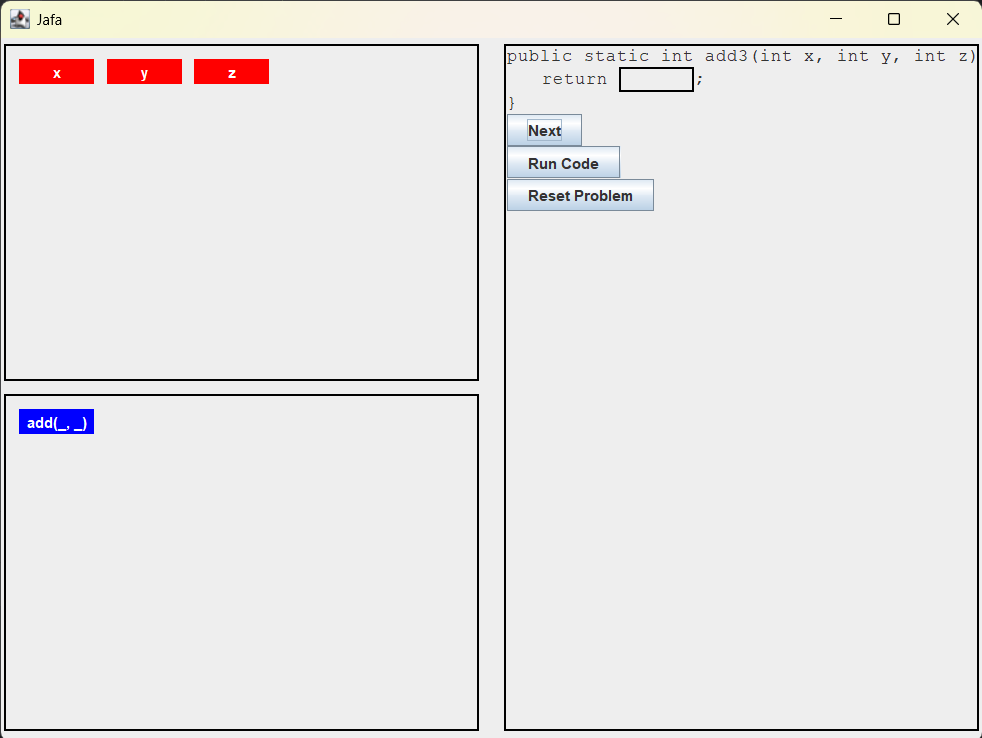 Jafa
x y z
add(_, _)
public static int add3(int x, int y, int z)
return ;
}
Next
Run Code
Reset Problem